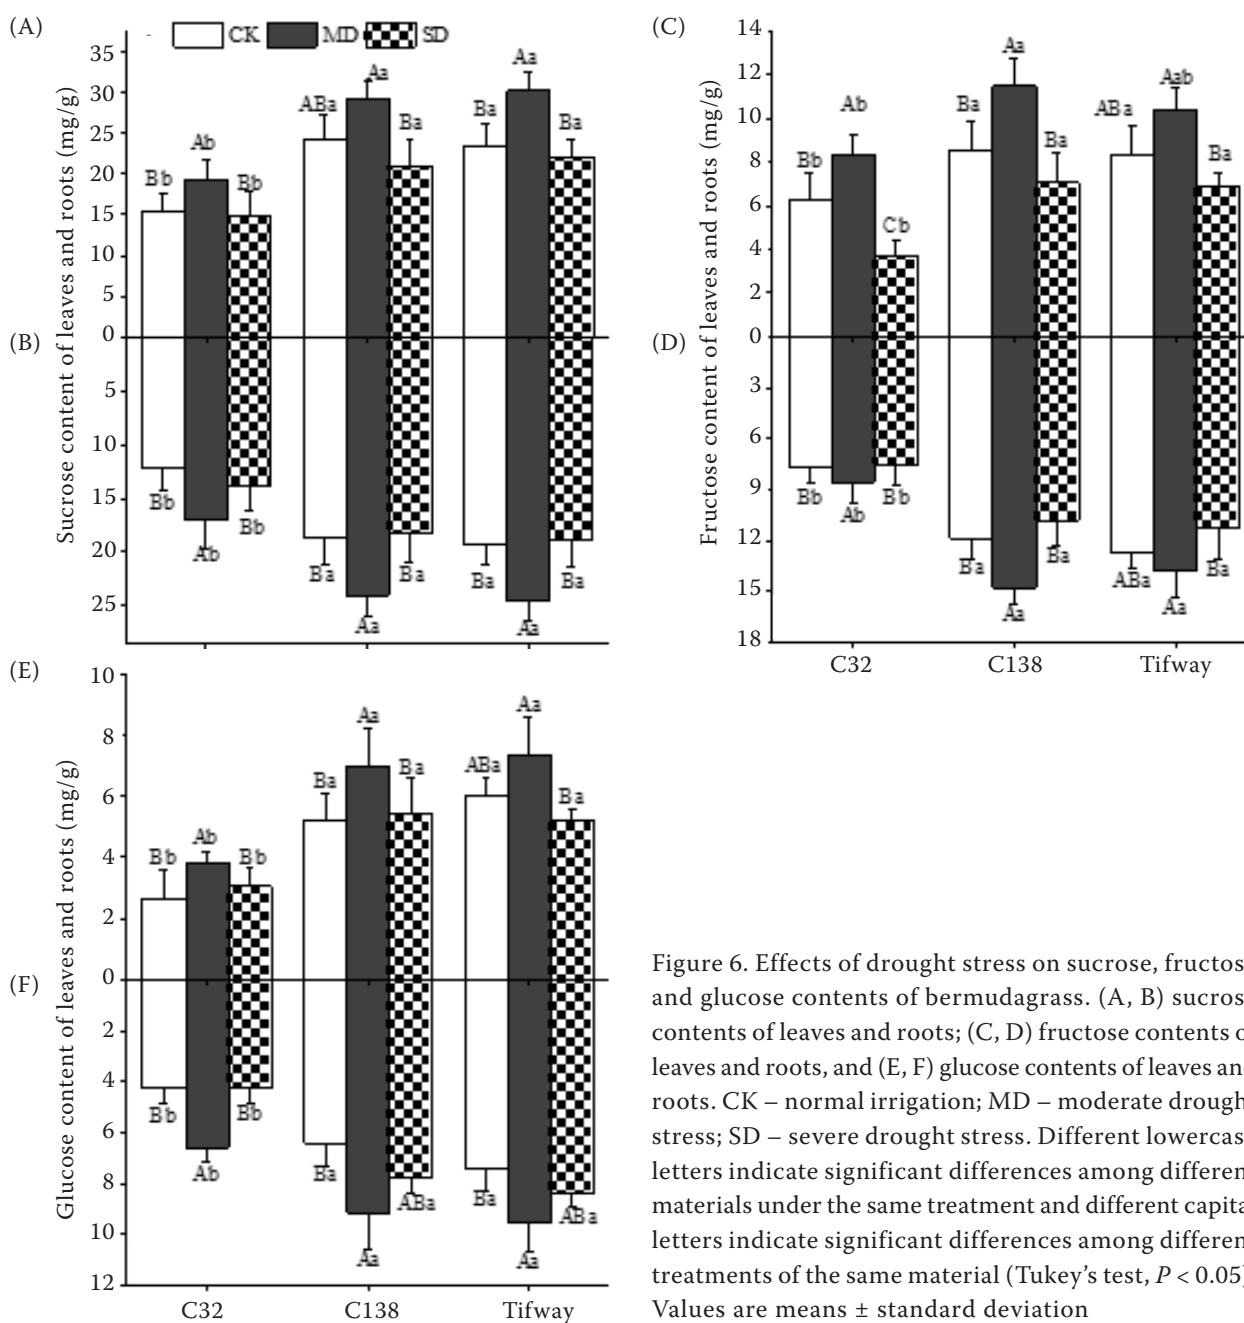 (A)
CK MD SD
Sucrose content of leaves and roots (mg/g)
35
30
25
20
15
10
5
0
Bb Ab Bb ABa Aa Ba Ba Aa Ba
(B)
5
10
15
20
25
Bb Ab Bb Ba Aa Ba Ba Aa Ba
(C)
Fructose content of leaves and roots (mg/g)
14
12
10
8
6
4
2
0
Bb Ab Cb Ba Aa Ba ABa Aab Ba
(D)
3
6
9
12
15
18
Bb Ab Bb Ba Aa Ba ABa Aa Ba
C32 C138 Tifway
(E)
Glucose content of leaves and roots (mg/g)
10
8
6
4
2
0
Bb Ab Bb Ba Aa Ba ABa Aa Ba
(F)
2
4
6
8
10
12
Bb Ab Bb Ba Aa ABa Ba Aa ABa
C32 C138 Tifway
Figure 6. Effects of drought stress on sucrose, fructos
and glucose contents of bermudagrass. (A, B) sucros
contents of leaves and roots; (C, D) fructose contents o
leaves and roots, and (E, F) glucose contents of leaves an
roots. CK – normal irrigation; MD – moderate drough
stress; SD – severe drought stress. Different lowercas
letters indicate significant differences among differen
materials under the same treatment and different capita
letters indicate significant differences among differen
treatments of the same material (Tukey's test, P < 0.05)
Values are means ± standard deviation